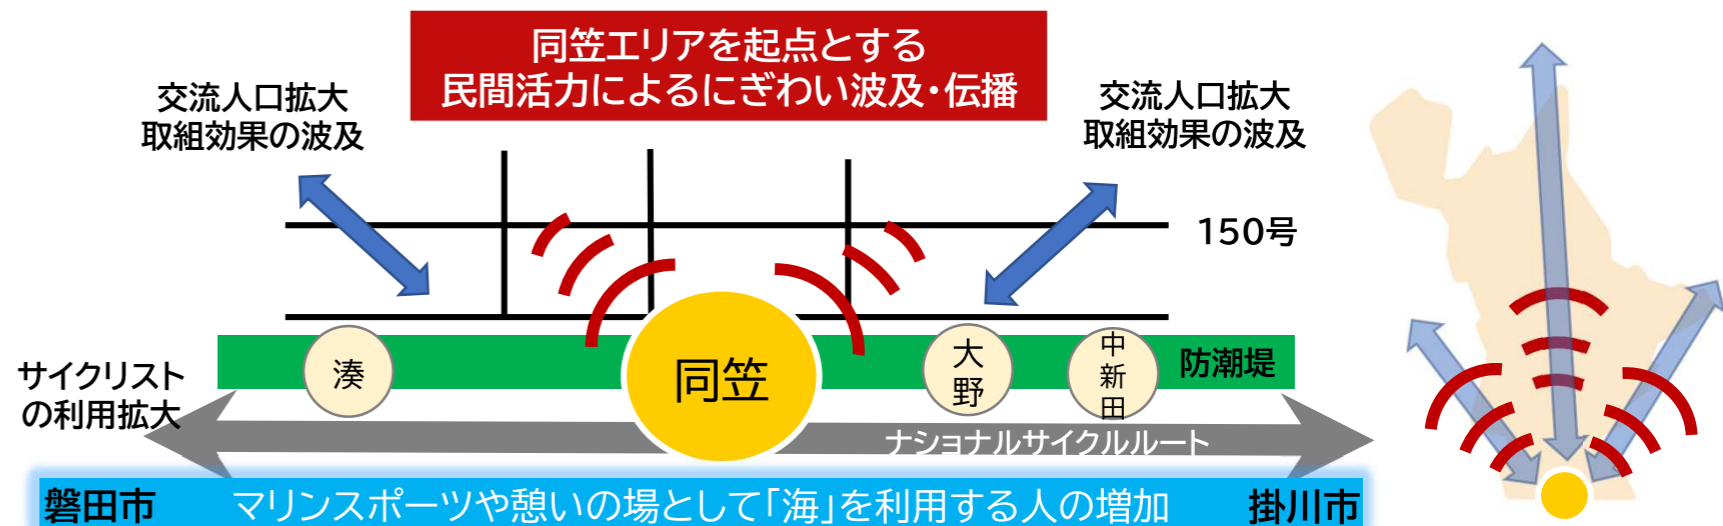 同笠エリアを起点とする
民間活力によるにぎわい波及・伝播
交流人口拡大
取組効果の波及
交流人口拡大
取組効果の波及
150号
湊
同笠
大野
中新田
防潮堤
サイクリスト
の利用拡大
ナショナルサイクルルート
磐田市
マリンスポーツや憩いの場として「海」を利用する人の増加
掛川市